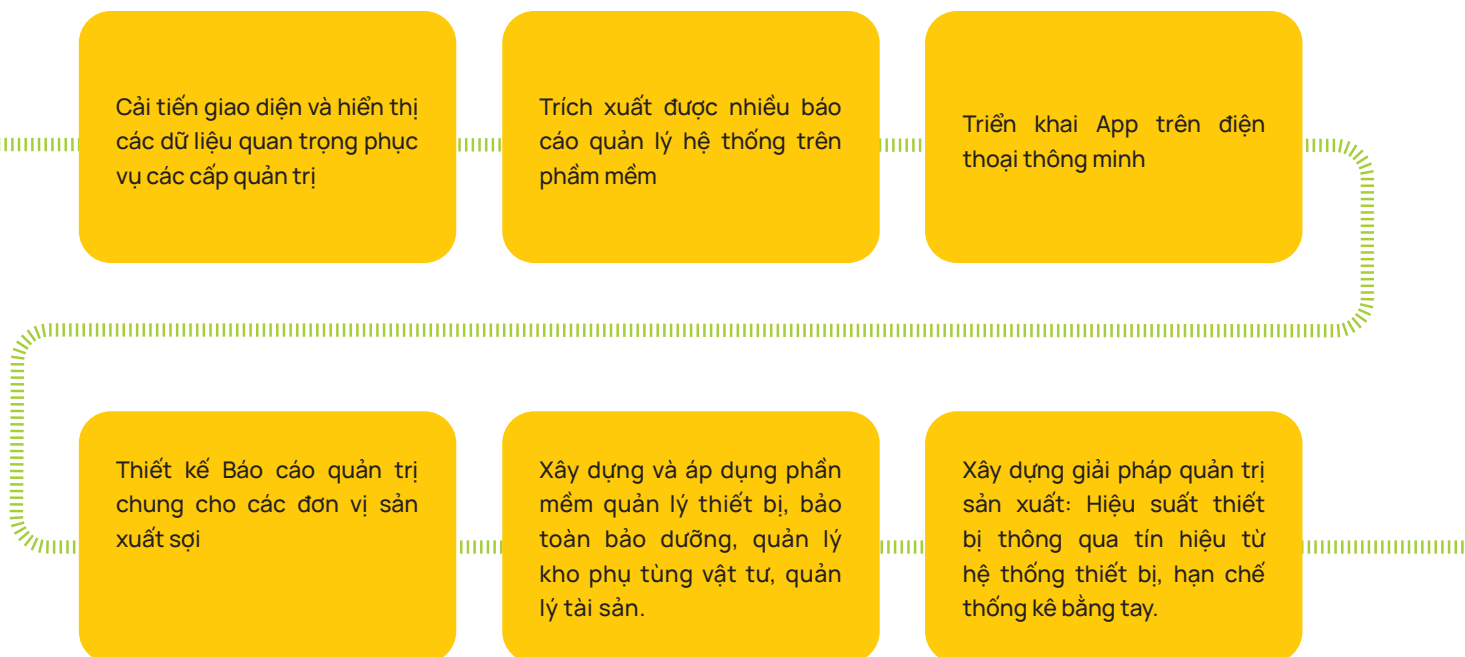 Cải tiến giao diện và hiển thị
các dữ liệu quan trọng phục
vụ các cấp quản trị
Trích xuất được nhiều báo
cáo quản lý hệ thống trên
phầm mềm
Triển khai App trên điện
thoại thông minh
Thiết kế Báo cáo quản trị
chung cho các đơn vị sản
xuất sợi
Xây dựng và áp dụng phần
mềm quản lý thiết bị, bảo
toàn bảo dưỡng, quản lý
kho phụ tùng vật tư, quản
lý tài sản.
Xây dựng giải pháp quản trị
sản xuất: Hiệu suất thiết
bị thông qua tín hiệu từ
hệ thống thiết bị, hạn chế
thống kê bằng tay.